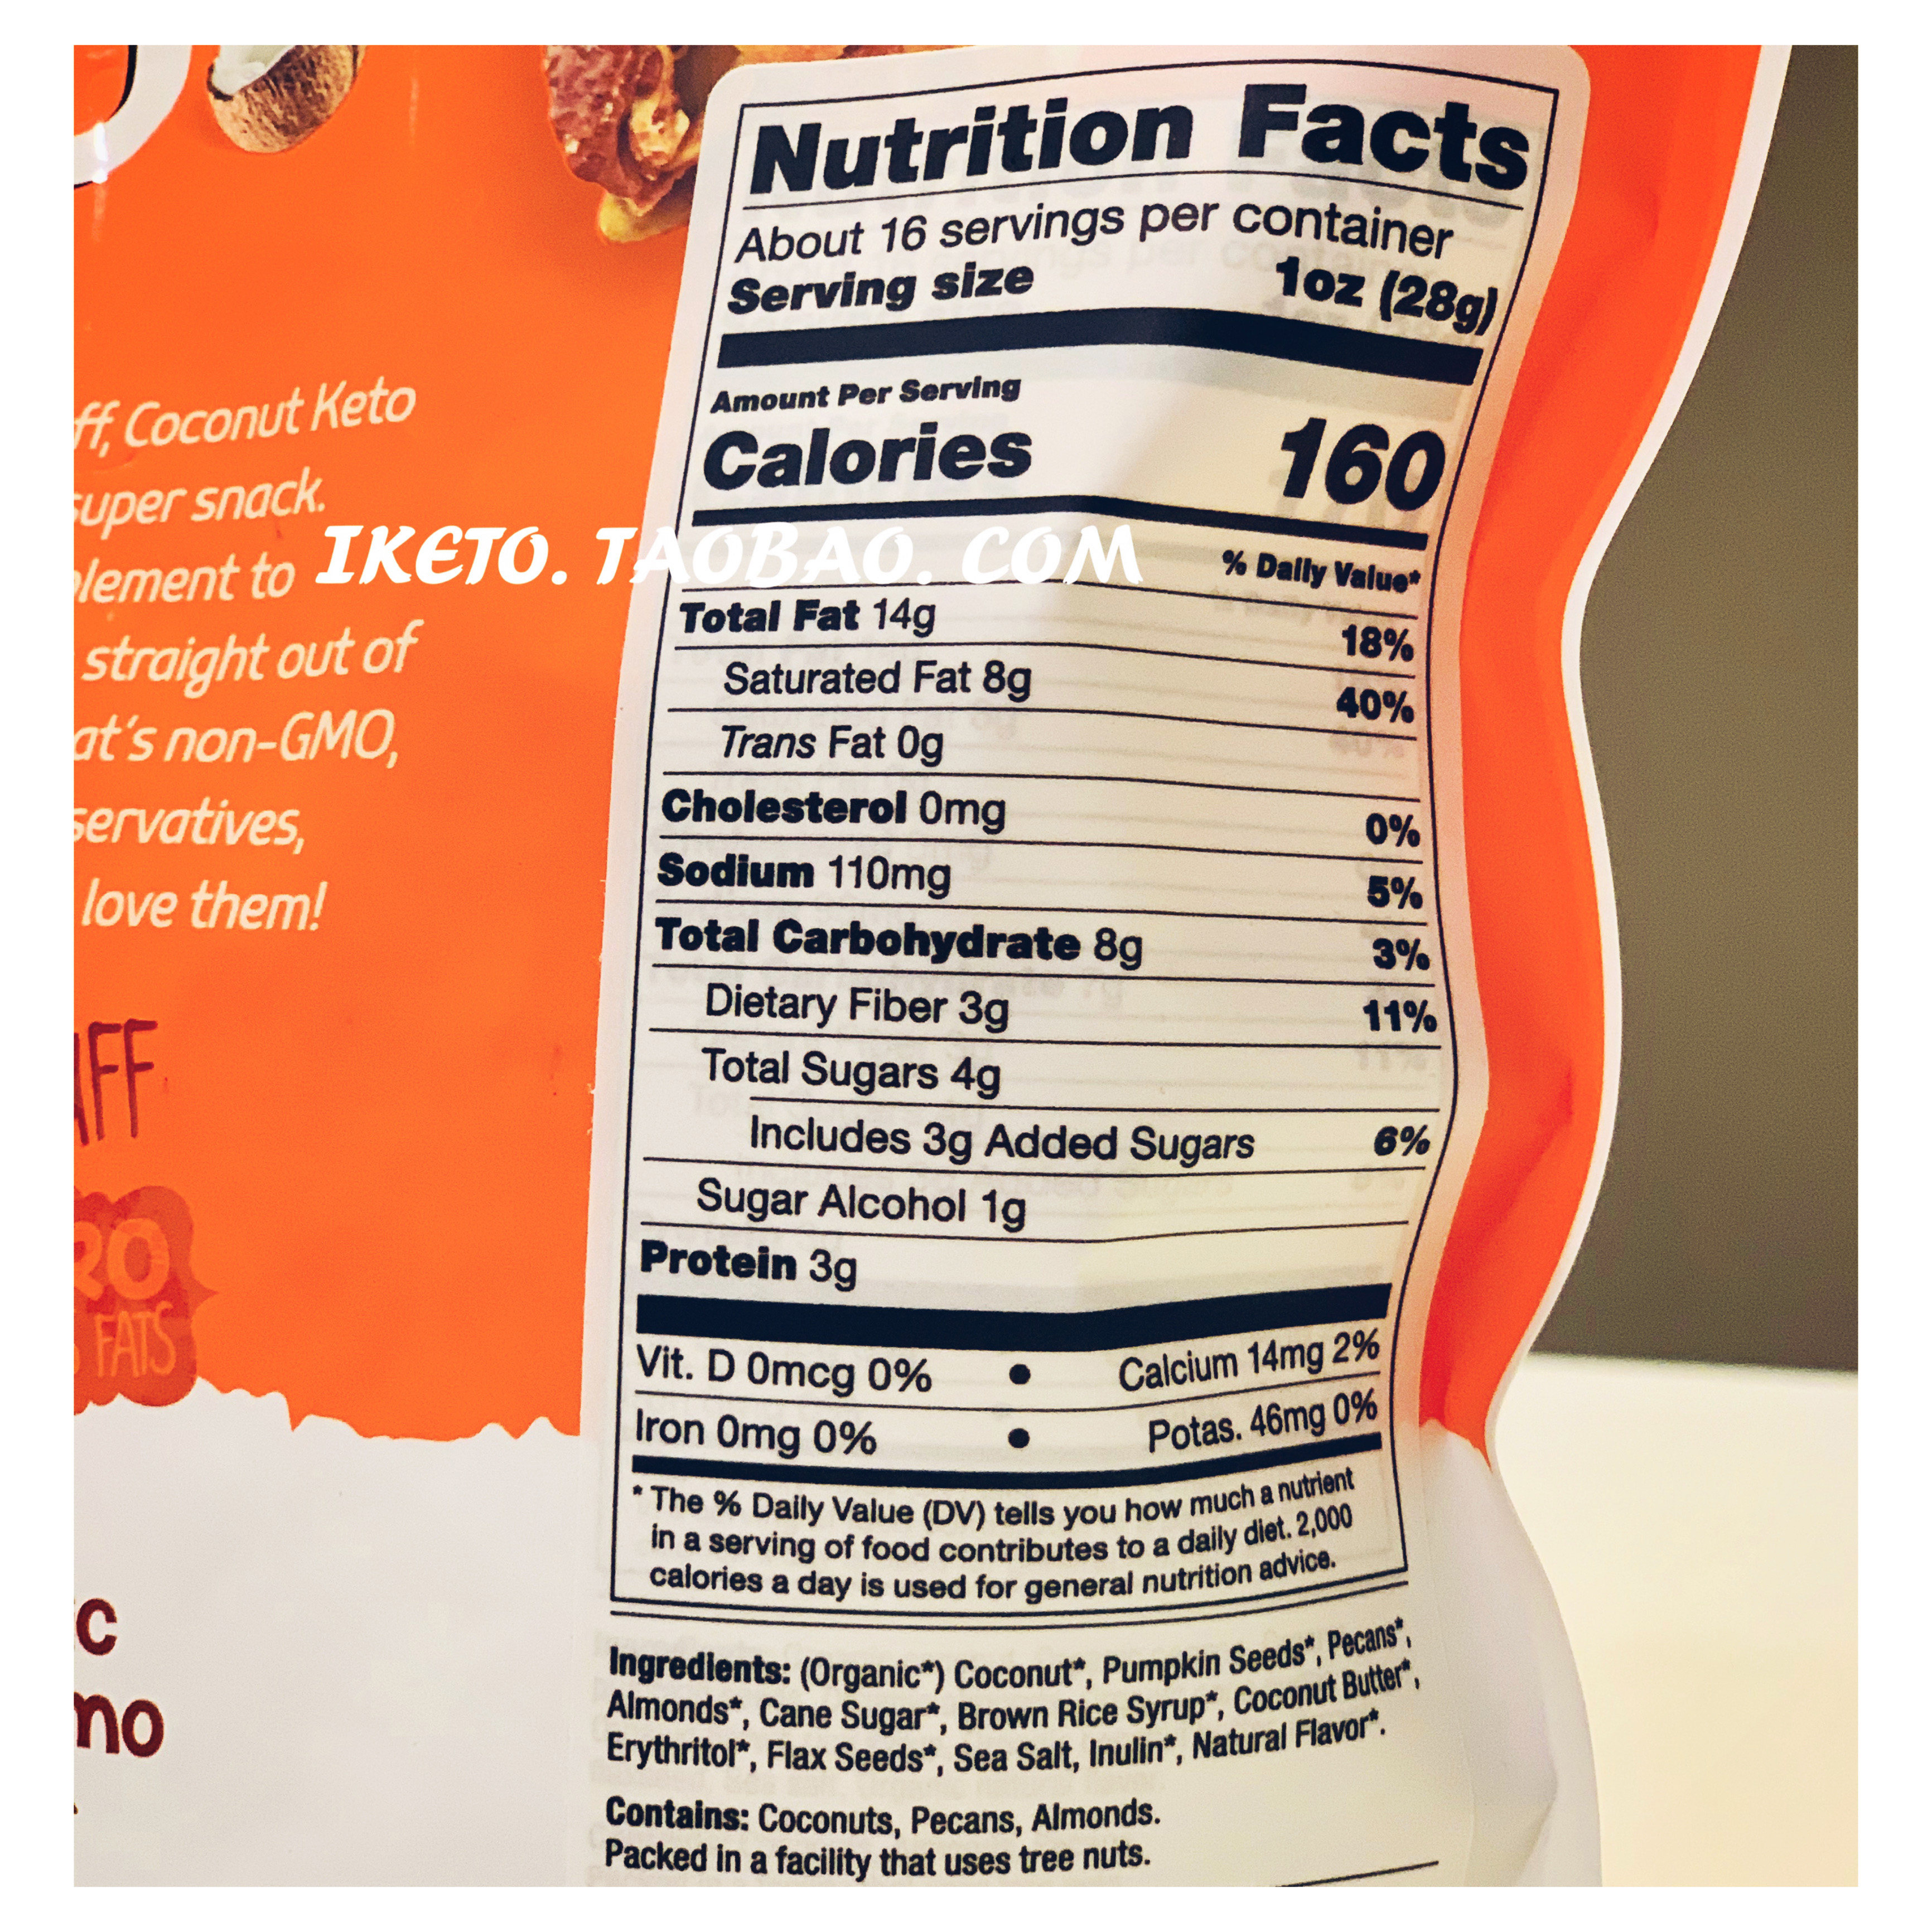 ff, Coconut Keto
super snack.
lement to
straight out of
at's non-GMO,
servatives,
love them!
FF
RO
FATS
c
mo
IKETO. TAOBAO. COM
Nutrition Facts
About 16 servings per container
Serving size 1oz (28g)
Amount Per Serving
Calories 160
% Daily Value*
Total Fat 14g 18%
Saturated Fat 8g 40%
Trans Fat 0g
Cholesterol 0mg 0%
Sodium 110mg 5%
Total Carbohydrate 8g 3%
Dietary Fiber 3g 11%
Total Sugars 4g
Includes 3g Added Sugars 6%
Sugar Alcohol 1g
Protein 3g
Vit. D 0mcg 0% • Calcium 14mg 2%
Iron 0mg 0% • Potas. 46mg 0%
* The % Daily Value (DV) tells you how much a nutrient
in a serving of food contributes to a daily diet. 2,000
calories a day is used for general nutrition advice.
Ingredients: (Organic*) Coconut*, Pumpkin Seeds*, Pecans*,
Almonds*, Cane Sugar*, Brown Rice Syrup*, Coconut Butter*,
Erythritol*, Flax Seeds*, Sea Salt, Inulin*, Natural Flavor*.
Contains: Coconuts, Pecans, Almonds.
Packed in a facility that uses tree nuts.